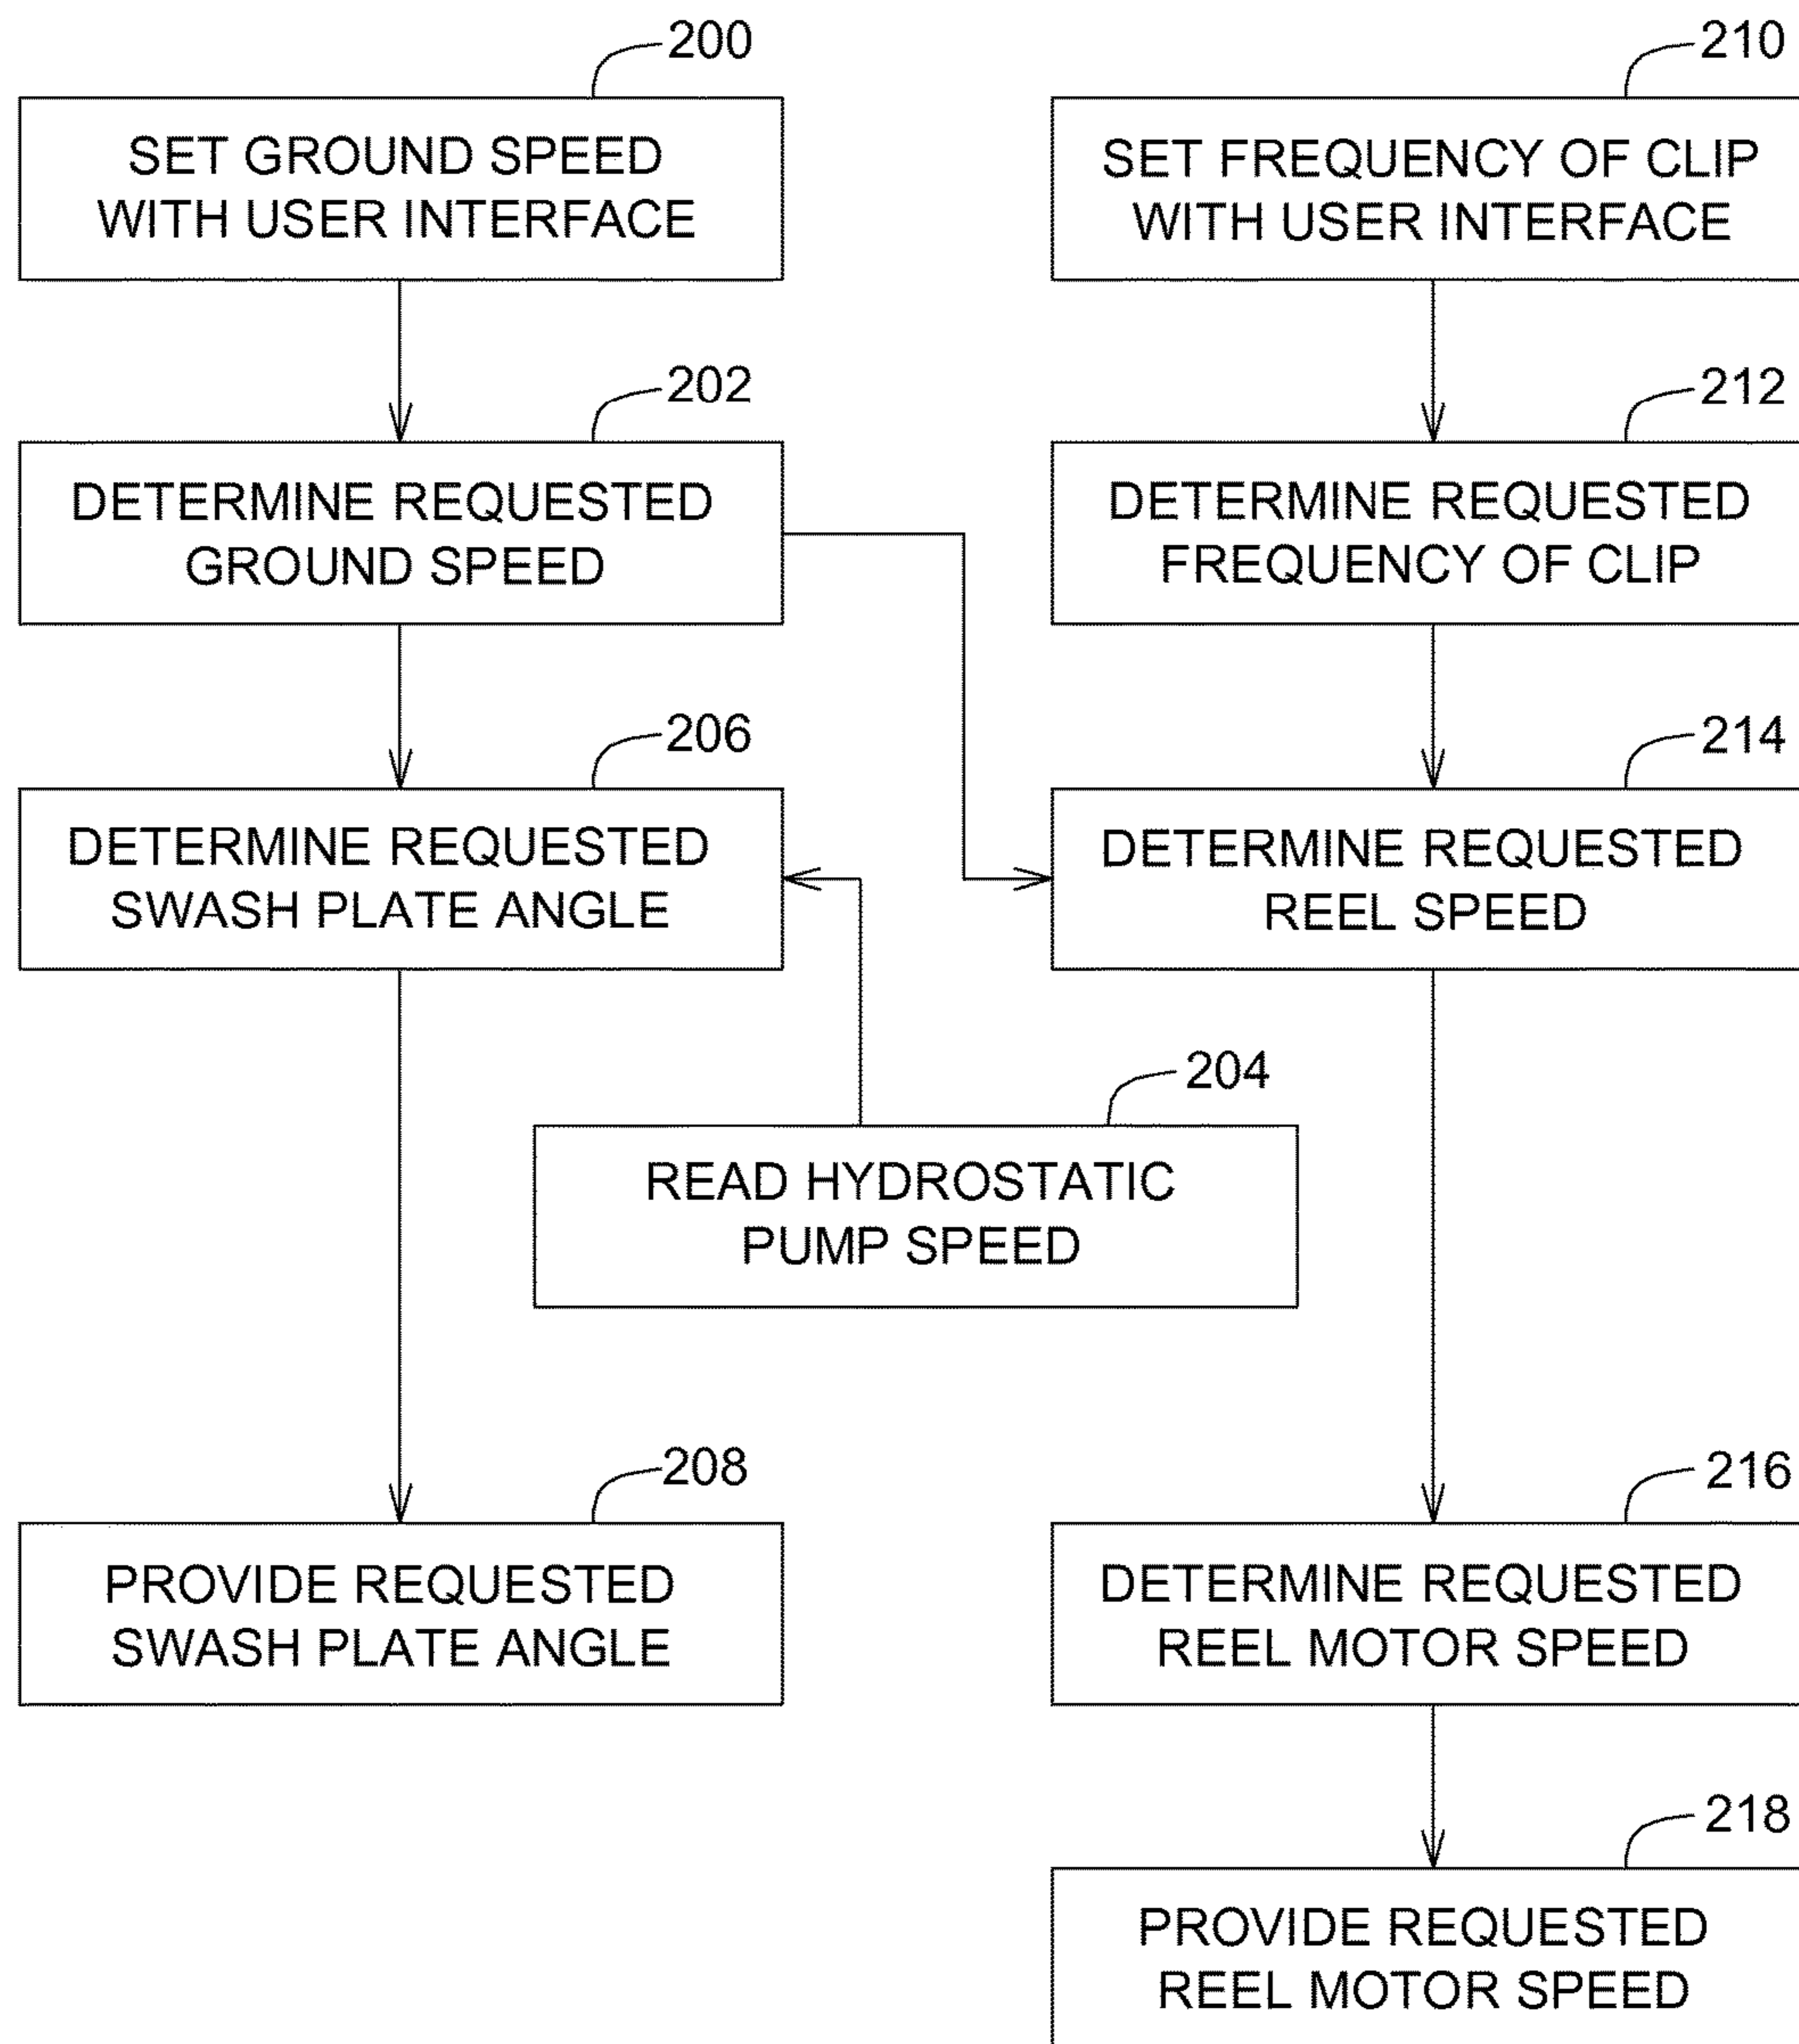 200
SET GROUND SPEED
WITH USER INTERFACE
210
SET FREQUENCY OF CLIP
WITH USER INTERFACE
202
DETERMINE REQUESTED
GROUND SPEED
212
DETERMINE REQUESTED
FREQUENCY OF CLIP
206
DETERMINE REQUESTED
SWASH PLATE ANGLE
214
DETERMINE REQUESTED
REEL SPEED
204
READ HYDROSTATIC
PUMP SPEED
208
PROVIDE REQUESTED
SWASH PLATE ANGLE
216
DETERMINE REQUESTED
REEL MOTOR SPEED
218
PROVIDE REQUESTED
REEL MOTOR SPEED